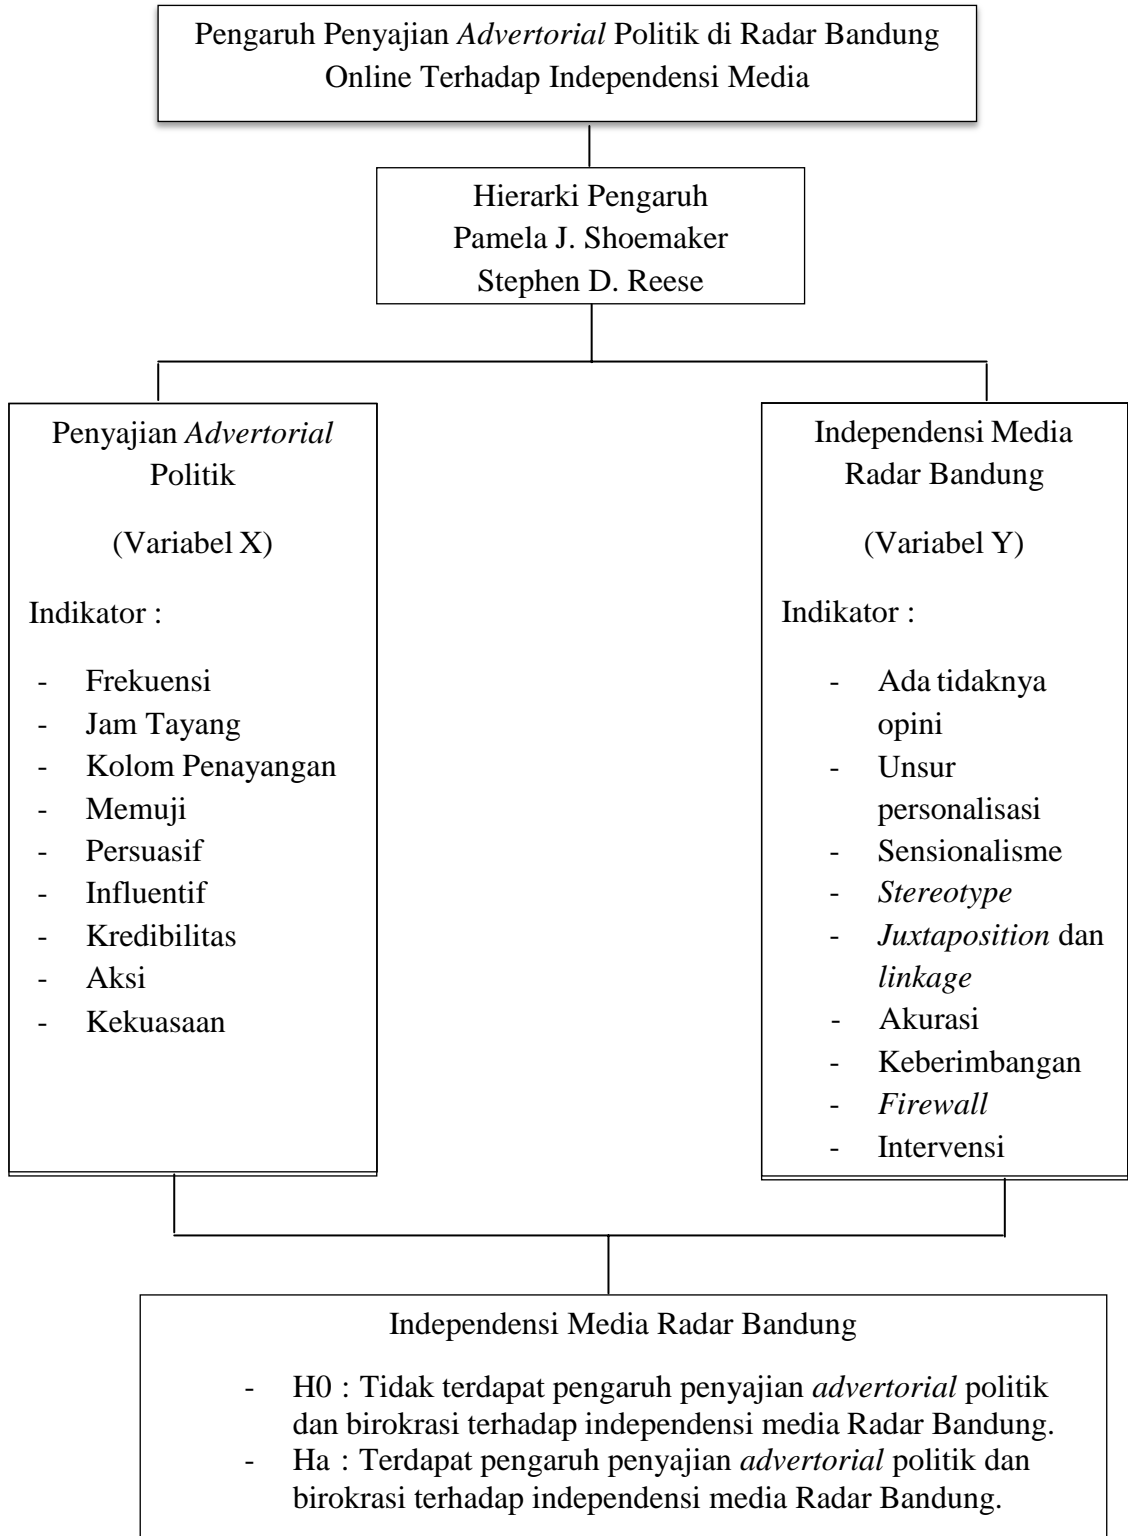 Pengaruh Penyajian Advertorial Politik di Radar Bandung
Online Terhadap Independensi Media
Hierarki Pengaruh
Pamela J. Shoemaker
Stephen D. Reese
Penyajian Advertorial
Politik
(Variabel X)
Indikator :
- Frekuensi
- Jam Tayang
- Kolom Penayangan
- Memuji
- Persuasif
- Influentif
- Kredibilitas
- Aksi
- Kekuasaan
Independensi Media
Radar Bandung
(Variabel Y)
Indikator :
- Ada tidaknya
opini
- Unsur
personalisasi
- Sensionalisme
- Stereotype
- Juxtaposition dan
linkage
- Akurasi
- Keberimbangan
- Firewall
- Intervensi
Independensi Media Radar Bandung
- H0 : Tidak terdapat pengaruh penyajian advertorial politik
dan birokrasi terhadap independensi media Radar Bandung.
- Ha : Terdapat pengaruh penyajian advertorial politik dan
birokrasi terhadap independensi media Radar Bandung.